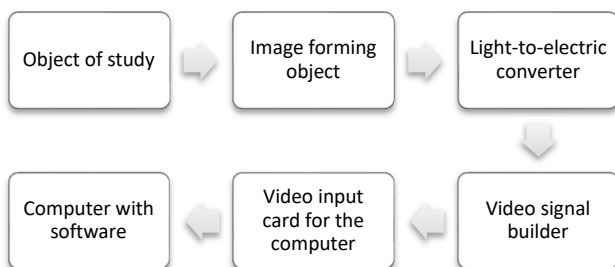 Object of study
Image forming
object
Light-to-electric
converter
Video signal
builder
Video input
card for the
computer
Computer with
software